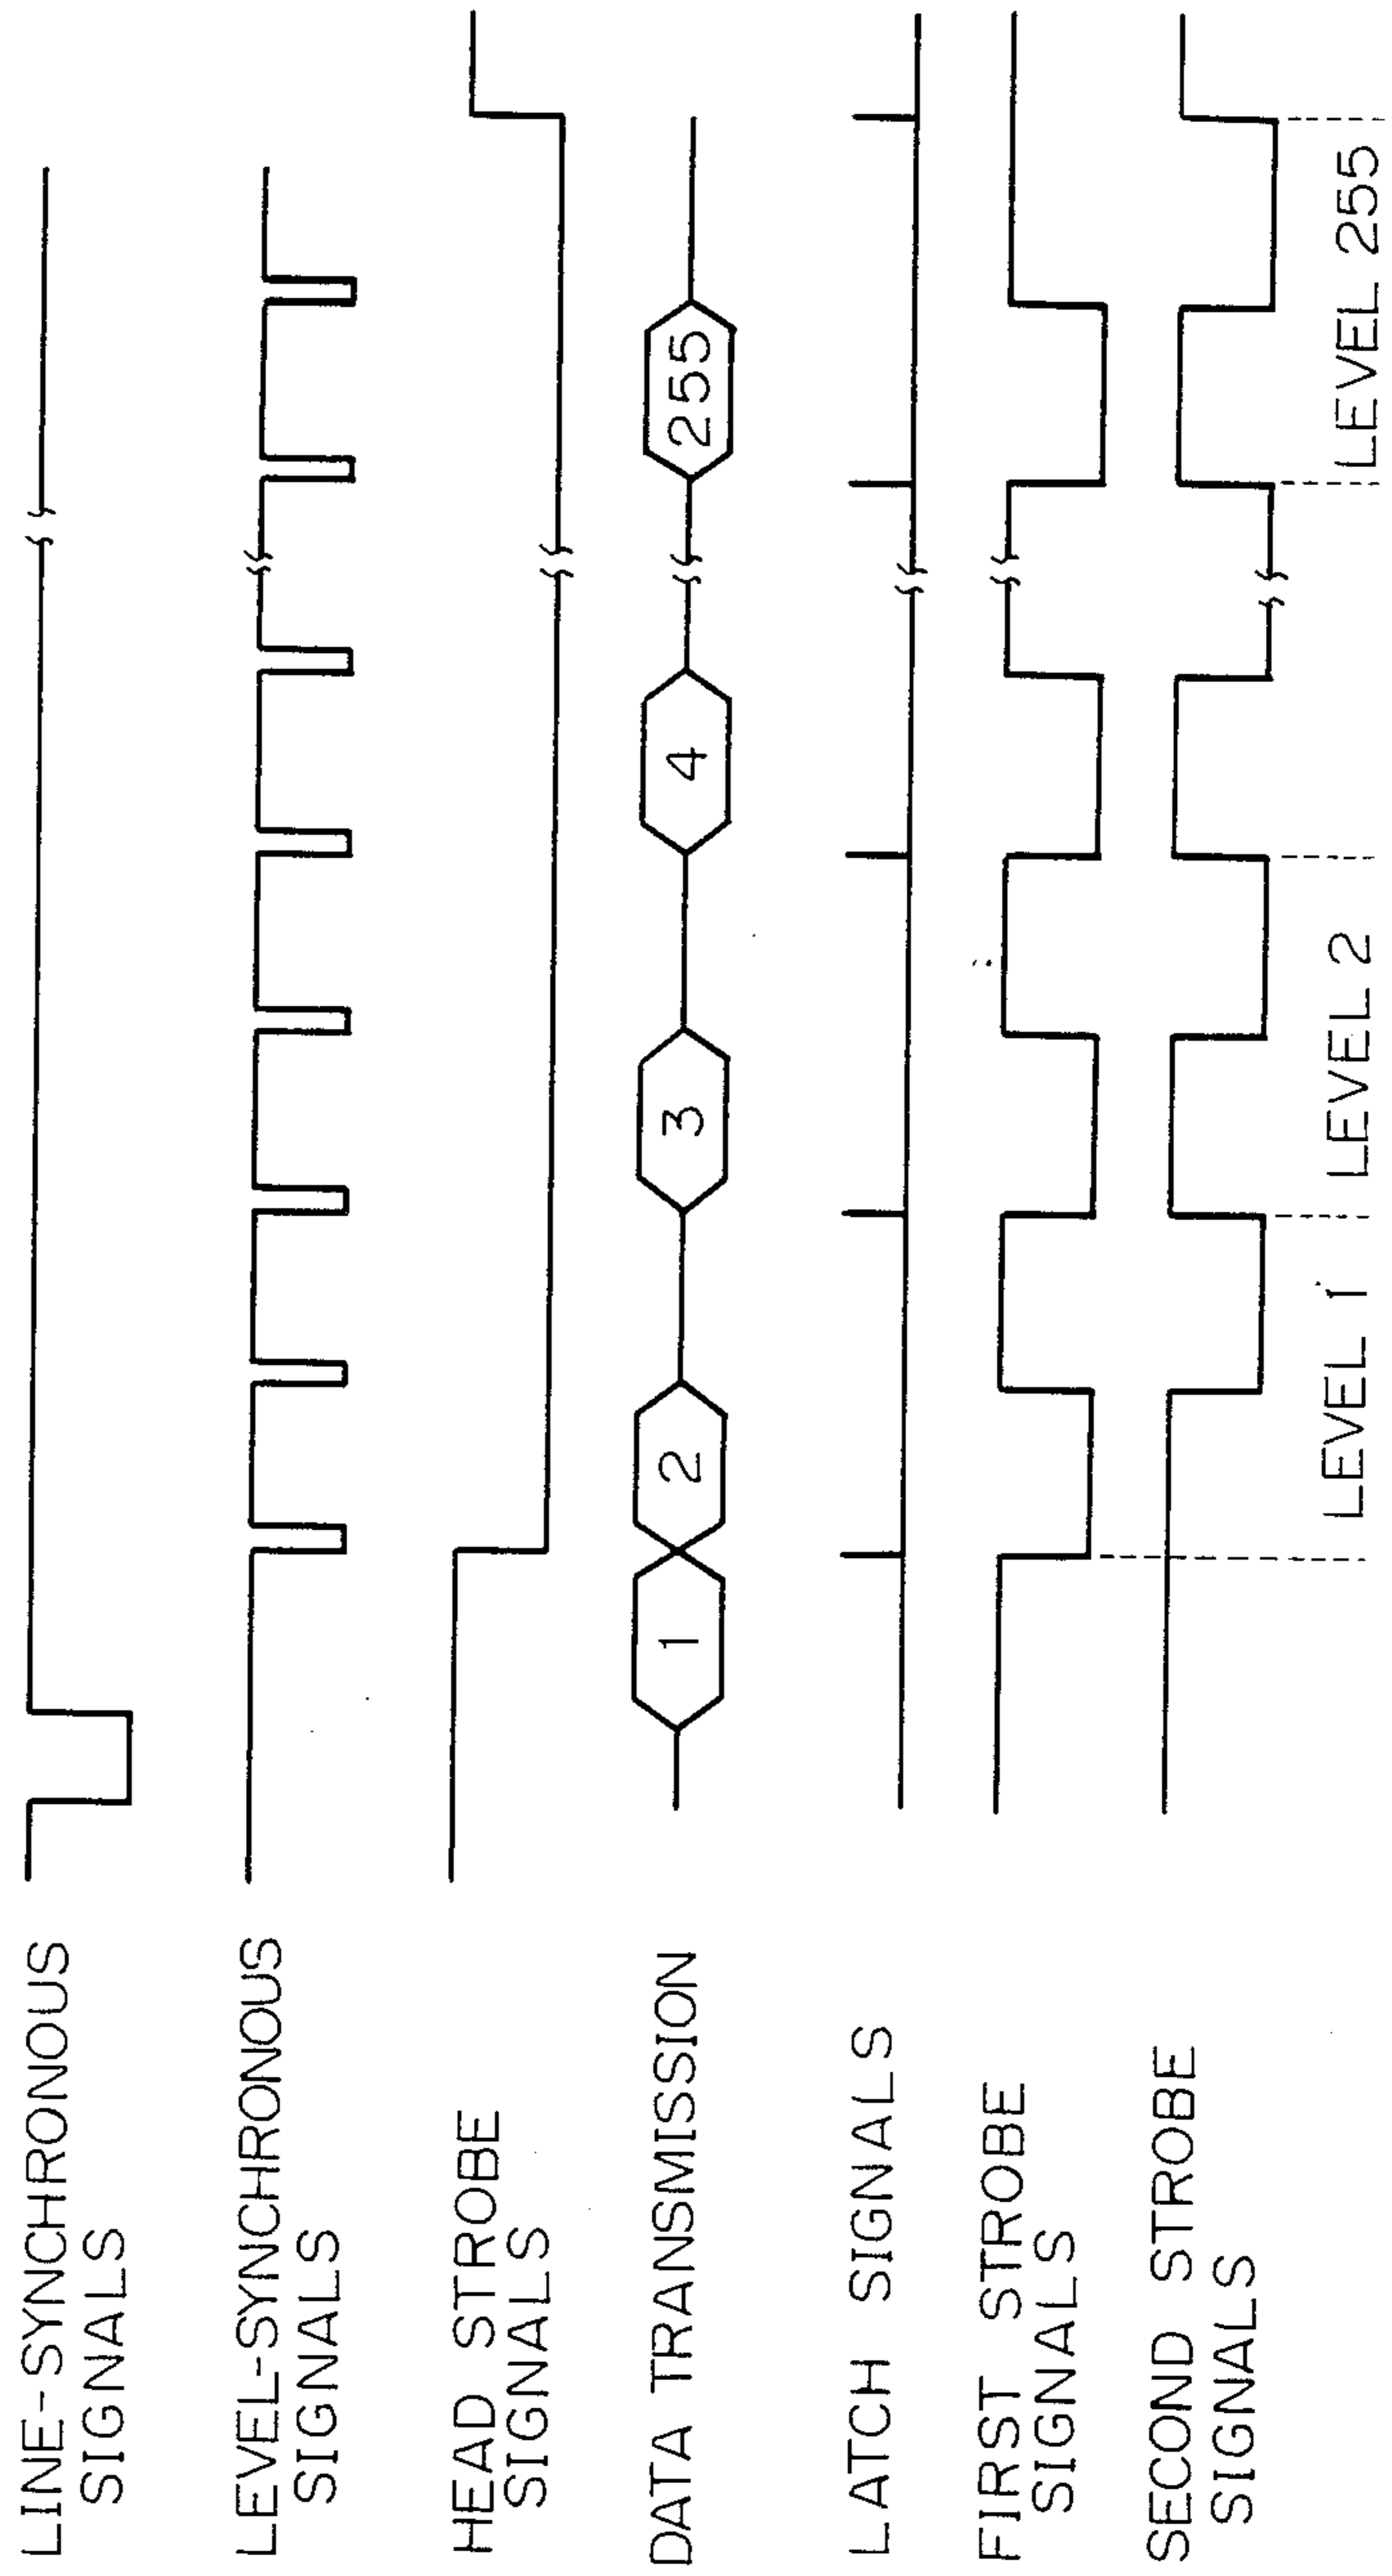 LINE-SYNCHRONOUS
SIGNALS
LEVEL-SYNCHRONOUS
SIGNALS
HEAD STROBE
SIGNALS
DATA TRANSMISSION
1 2 3 4 255
LATCH SIGNALS
FIRST STROBE
SIGNALS
SECOND STROBE
SIGNALS
LEVEL 1 LEVEL 2 LEVEL 255